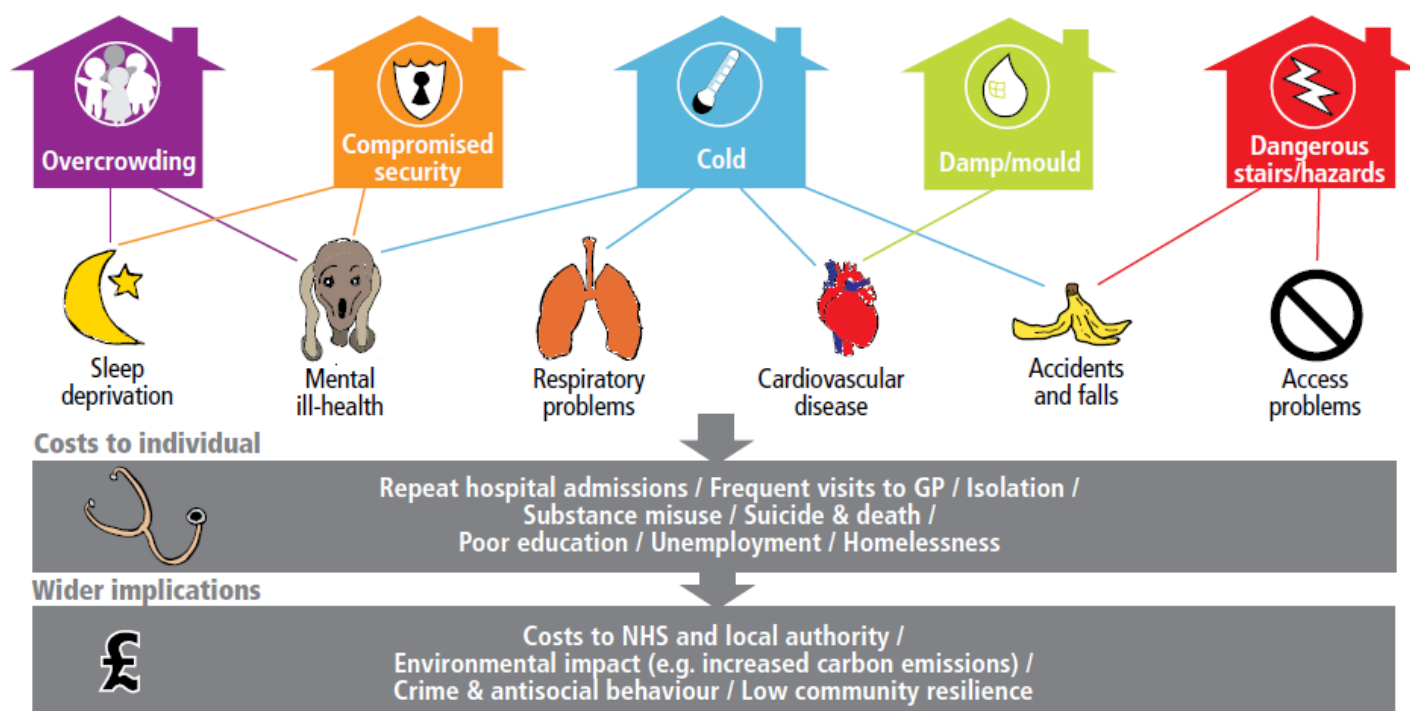 Overcrowding
Compromised
security
Cold
Damp/mould
Dangerous
stairs/hazards
Sleep
deprivation
Mental
ill-health
Respiratory
problems
Cardiovascular
disease
Accidents
and falls
Access
problems
Costs to individual
Repeat hospital admissions / Frequent visits to GP / Isolation /
Substance misuse / Suicide & death /
Poor education / Unemployment / Homelessness
Wider implications
£
Costs to NHS and local authority /
Environmental impact (e.g. increased carbon emissions) /
Crime & antisocial behaviour / Low community resilience